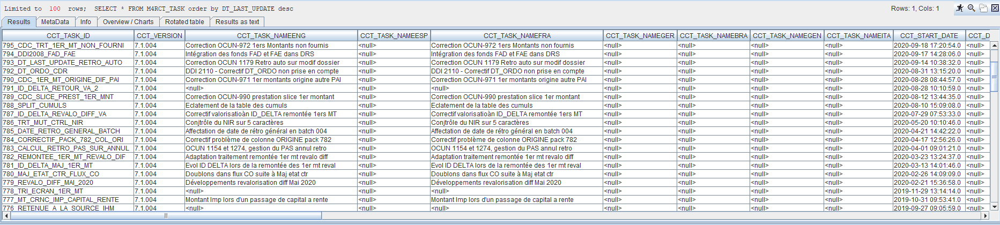 Limited to 100 rows; SELECT * FROM M4RCT_TASK order by DT_LAST_UPDATE desc Rows: 1, Cols: 1
Results MetaData Info Overview / Charts Rotated table Results as text
CCT_TASK_ID CCT_VERSION CCT_TASK_NAMEENG CCT_TASK_NAMEESP CCT_TASK_NAMEFRA CCT_TASK_NAMEGER CCT_TASK_NAMEBRA CCT_TASK_NAMEGEN CCT_TASK_NAMEITA CCT_START_DATE CCT_D
795_CDC_TRT_1ER_MT_NON_FOURNI 7.1.004 Correction OCUN-972 1ers Montants non fournis <null> Correction OCUN-972 1ers Montants non fournis <null> <null> <null> <null> 2020-09-18 17:20:54.0 <null>
794_DDI2008_FAD_FAE 7.1.004 Intégration des fonds FAD et FAE dans DRS <null> Intégration des fonds FAD et FAE dans DRS <null> <null> <null> <null> 2020-09-17 14:28:06.0 <null>
793_DT_LAST_UPDATE_RETRO_AUTO 7.1.004 Correction OCUN 1179 Retro auto sur modif dossier <null> Correction OCUN 1179 Retro auto sur modif dossier <null> <null> <null> <null> 2020-09-14 10:38:32.0 <null>
792_DT_ORDO_CDR 7.1.004 DDI 2110 - Correctif DT_ORDO non prise en compte <null> DDI 2110 - Correctif DT_ORDO non prise en compte <null> <null> <null> <null> 2020-08-31 13:15:20.0 <null>
790_CDC_1ER_MT_ORIGINE_DIF_PAI 7.1.004 Correction OCUN-971 1er montants origine autre PAI <null> Correction OCUN-971 1er montants origine autre PAI <null> <null> <null> <null> 2020-08-28 08:44:57.0 <null>
791_ID_DELTA_RETOUR_VA_2 7.1.004 <null> <null> <null> <null> <null> <null> <null> 2020-08-28 10:10:59.0 <null>
789_CDC_SLICE_PREST_1ER_MNT 7.1.004 Correction OCUN-990 prestation slice 1er montant <null> Correction OCUN-990 prestation slice 1er montant <null> <null> <null> <null> 2020-08-12 13:44:35.0 <null>
788_SPLIT_CUMULS 7.1.004 Eclatement de la table des cumuls <null> Eclatement de la table des cumuls <null> <null> <null> <null> 2020-08-10 15:09:08.0 <null>
787_ID_DELTA_REVALO_DIFF_VA 7.1.004 Correctif valorisatioàn ID_DELTA remontée 1ers MT <null> Correctif valorisatioàn ID_DELTA remontée 1ers MT <null> <null> <null> <null> 2020-07-29 07:53:33.0 <null>
786_TRT_MUT_CTRL_NIR 7.1.004 Conjtrôle du NIR sur 5 caractères <null> Conjtrôle du NIR sur 5 caractères <null> <null> <null> <null> 2020-05-20 10:10:46.0 <null>
785_DATE_RETRO_GENERAL_BATCH 7.1.004 Affectation de date de rétro général en batch 004 <null> Affectation de date de rétro général en batch 004 <null> <null> <null> <null> 2020-04-21 14:42:22.0 <null>
784_CORRECTIF_PACK_782_COL_ORI 7.1.004 Correctif problème de colonne ORIGINE pack 782 <null> Correctif problème de colonne ORIGINE pack 782 <null> <null> <null> <null> 2020-04-17 12:56:26.0 <null>
783_CALCUL_RETRO_PAS_SUR_ANNUL 7.1.004 OCUN 1154 et 1274, gestion du PAS annul retro <null> OCUN 1154 et 1274, gestion du PAS annul retro <null> <null> <null> <null> 2020-04-01 09:01:21.0 <null>
782_REMONTEE_1ER_MT_REVALO_DIF 7.1.004 Adaptation traitement remontée 1er mt revalo diff <null> Adaptation traitement remontée 1er mt revalo diff <null> <null> <null> <null> 2020-03-23 13:24:37.0 <null>
781_ID_DELTA_MAJ_1ER_MT 7.1.004 Evol ID DELTA lors de la remontée des 1er mt reval <null> Evol ID DELTA lors de la remontée des 1er mt reval <null> <null> <null> <null> 2020-03-13 14:01:46.0 <null>
780_MAJ_ETAT_CTR_FLUX_CO 7.1.004 Doublons dans flux CO suite à Maj etat ctr <null> Doublons dans flux CO suite à Maj etat ctr <null> <null> <null> <null> 2020-02-26 14:09:09.0 <null>
779_REVALO_DIFF_MAI_2020 7.1.004 Développements revalorisation diff Mai 2020 <null> Développements revalorisation diff Mai 2020 <null> <null> <null> <null> 2020-02-21 15:36:58.0 <null>
778_TRI_ECRAN_1ER_MT 7.1.004 <null> <null> <null> <null> <null> <null> <null> 2019-11-29 13:14:14.0 <null>
777_MT_CRNC_IMP_CAPITAL_RENTE 7.1.004 Montant Imp lors d'un passage de capital a rente <null> Montant Imp lors d'un passage de capital a rente <null> <null> <null> <null> 2019-10-31 09:53:41.0 <null>
776_RETENUE_A_LA_SOURCE_IHM 7.1.004 <null> <null> <null> <null> <null> <null> <null> 2019-09-27 09:05:59.0 <null>